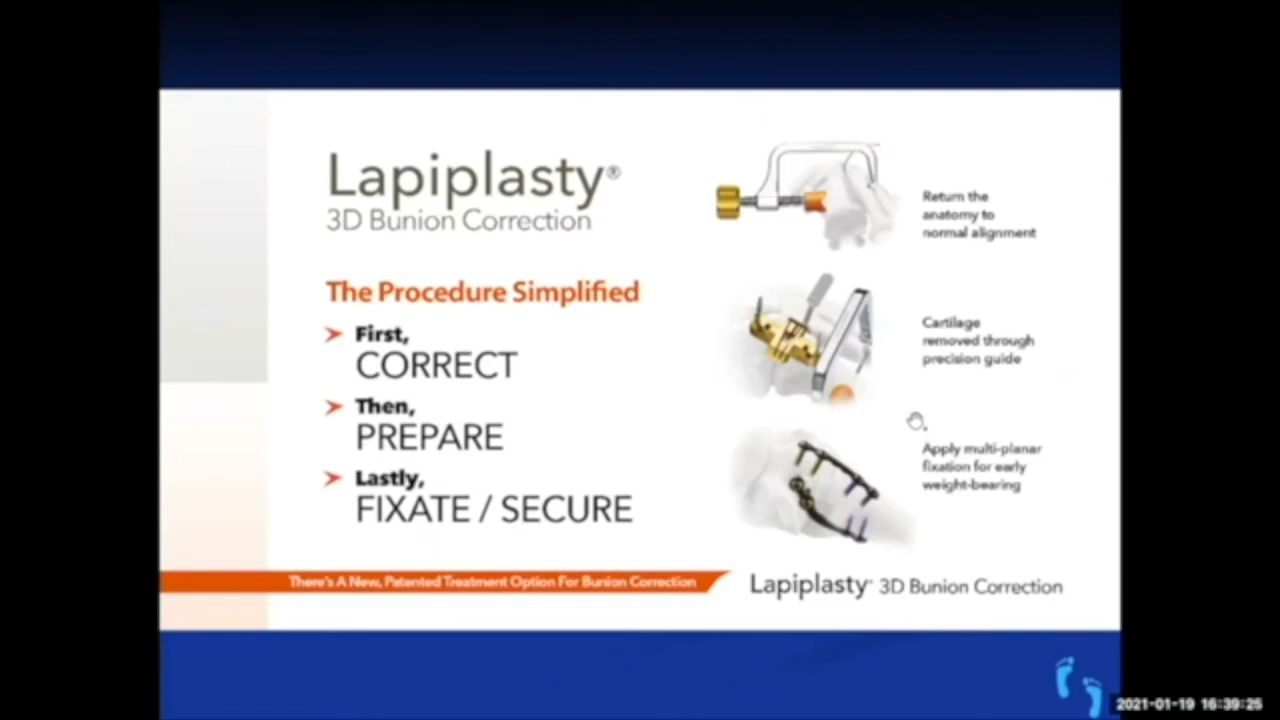 Lapiplasty®
3D Bunion Correction
The Procedure Simplified
First,
CORRECT
Then,
PREPARE
Lastly,
FIXATE / SECURE
Return the
anatomy to
normal alignment
Cartilage
removed through
precision guide
Apply multi-planar
fixation for early
weight-bearing
There's A New, Patented Treatment Option For Bunion Correction
Lapiplasty® 3D Bunion Correction
2021-01-19 16:39:25